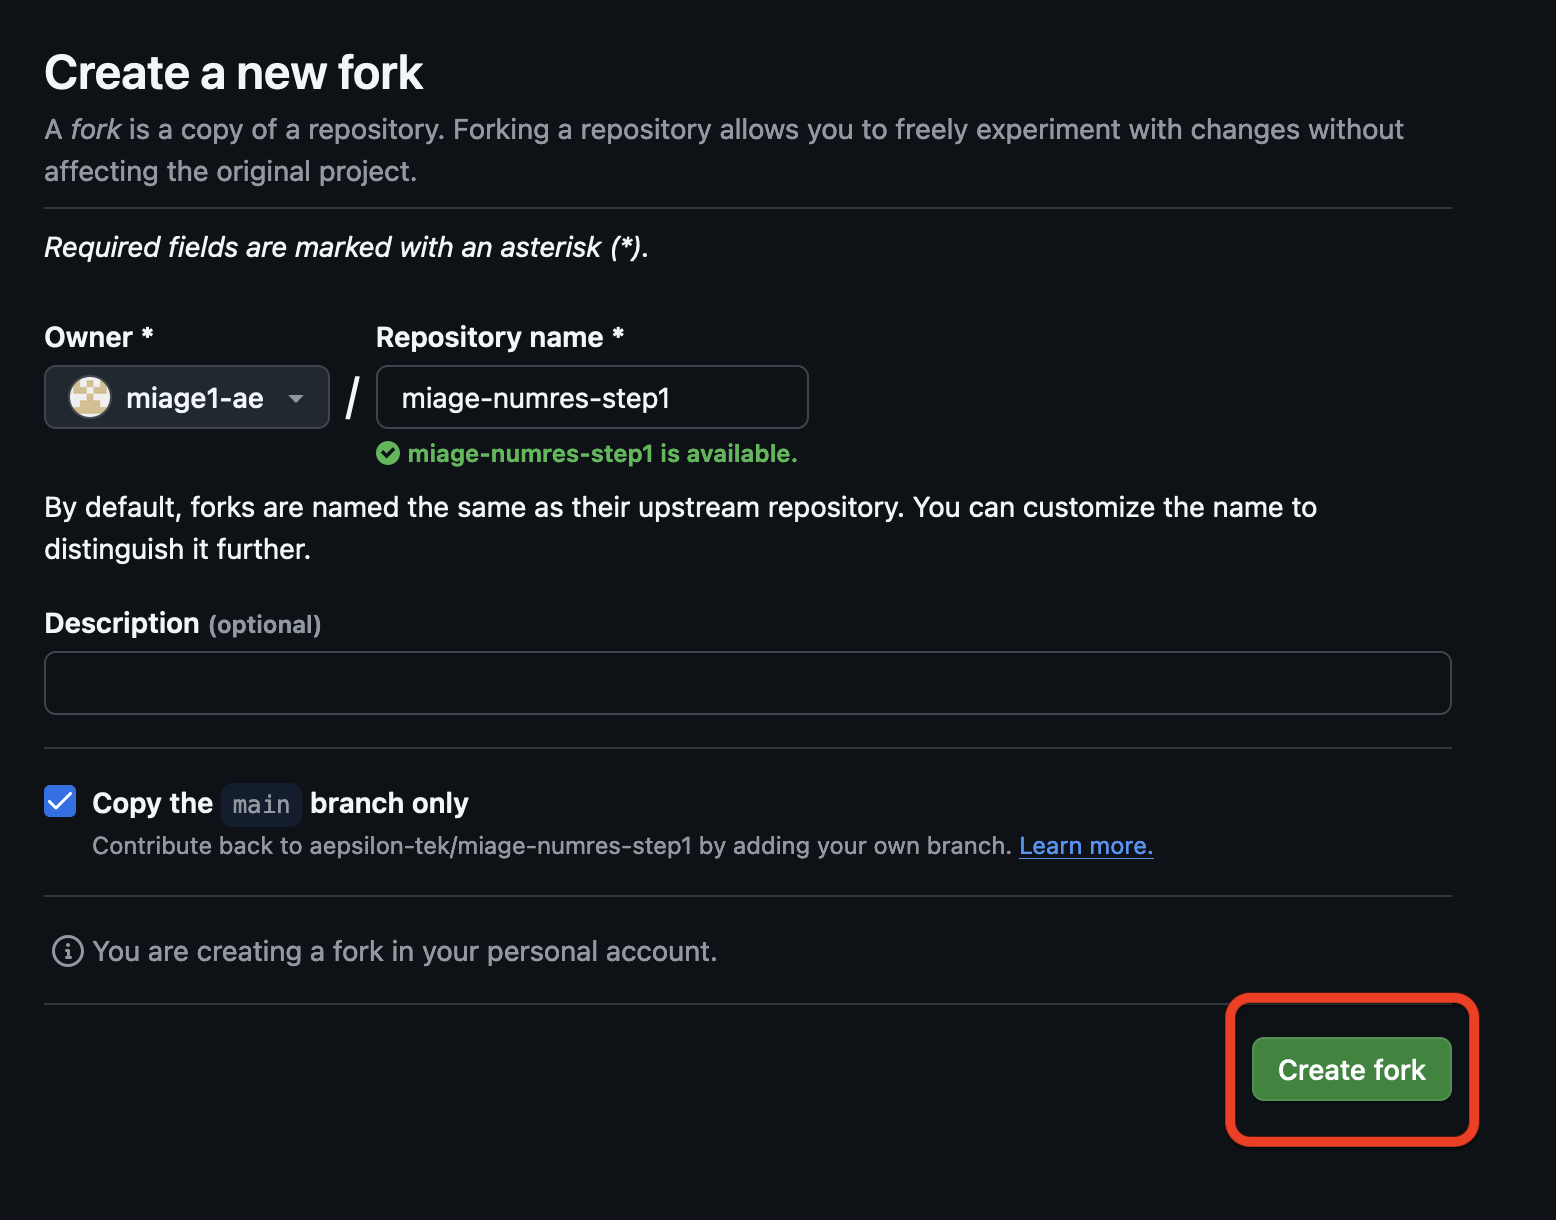 Create a new fork
A fork is a copy of a repository. Forking a repository allows you to freely experiment with changes without
affecting the original project.
Required fields are marked with an asterisk (*).
Owner * Repository name *
miage1-ae / miage-numres-step1
miage-numres-step1 is available.
By default, forks are named the same as their upstream repository. You can customize the name to
distinguish it further.
Description (optional)
Copy the main branch only
Contribute back to aepsilon-tek/miage-numres-step1 by adding your own branch. Learn more.
You are creating a fork in your personal account.
Create fork